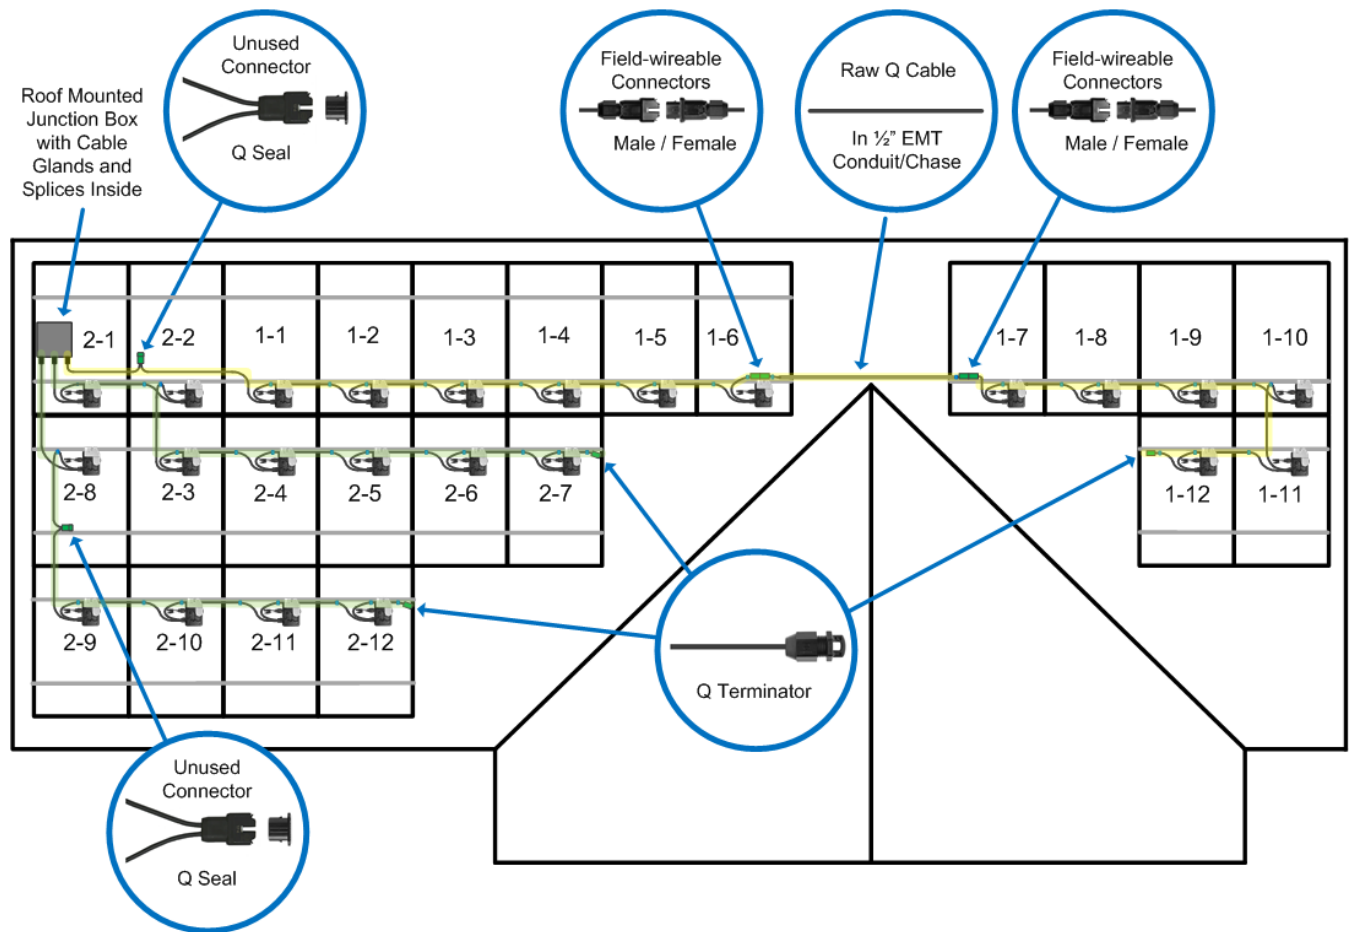 Roof Mounted
Junction Box
with Cable
Glands and
Splices Inside
Unused
Connector
Q Seal
Field-wireable
Connectors
Male / Female
Raw Q Cable
In ½” EMT
Conduit/Chase
Field-wireable
Connectors
Male / Female
2-1
2-2
1-1
1-2
1-3
1-4
1-5
1-6
1-7
1-8
1-9
1-10
2-8
2-3
2-4
2-5
2-6
2-7
1-12
1-11
2-9
2-10
2-11
2-12
Q Terminator
Unused
Connector
Q Seal